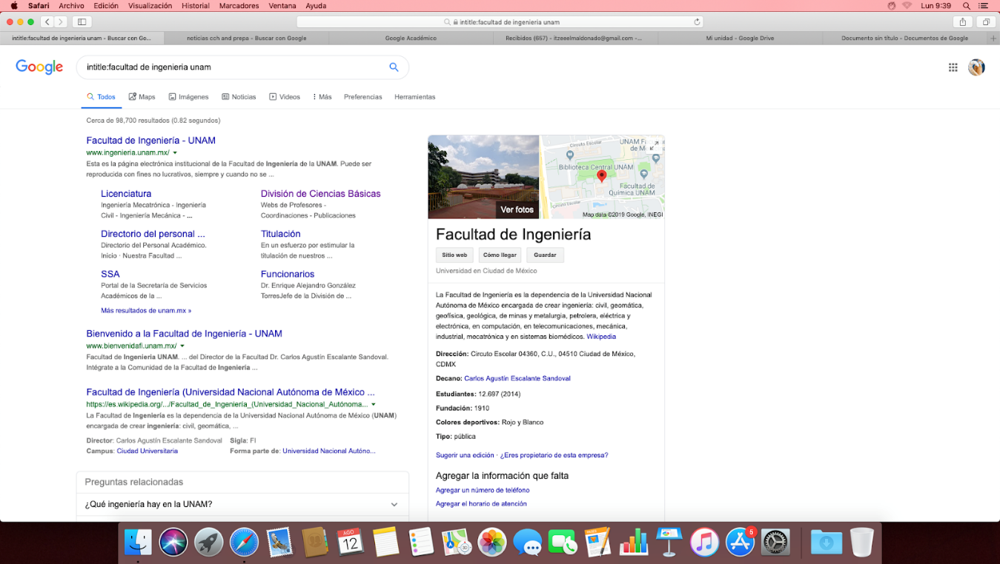 Safari Archivo Edición Visualización Historial Marcadores Ventana Ayuda Lun 9:39
intitle:facultad de ingenieria unam
intitle:facultad de ingenieria unam - Buscar con Go... noticias cch and prepa - Buscar con Google Google Académico Recibidos (657) - itzeeelmaldonado@gmail.com -... Mi unidad - Google Drive Documento sin título - Documentos de Google
Google intitle:facultad de ingenieria unam
Todos Maps Imágenes Noticias Videos Más Preferencias Herramientas
Cerca de 98,700 resultados (0.82 segundos)
Facultad de Ingeniería - UNAM
www.ingenieria.unam.mx/
Esta es la página electrónica institucional de la Facultad de Ingeniería de la UNAM. Puede ser
reproducida con fines no lucrativos, siempre y cuando no se ...
Licenciatura
Ingeniería Mecatrónica - Ingeniería
Civil - Ingeniería Mecánica - ...
División de Ciencias Básicas
Webs de Profesores -
Coordinaciones - Publicaciones
Directorio del personal ...
Directorio del Personal Académico.
Inicio · Nuestra Facultad ...
Titulación
En un esfuerzo por estimular la
titulación de nuestros ...
SSA
Portal de la Secretaría de Servicios
Académicos de la ...
Funcionarios
Dr. Enrique Alejandro González
TorresJefe de la División de ...
Más resultados de unam.mx »
Bienvenido a la Facultad de Ingeniería - UNAM
www.bienvenidafi.unam.mx/
Facultad de Ingenieria UNAM. ... del Director de la Facultad Dr. Carlos Agustín Escalante Sandoval.
Intégrate a la Comunidad de la Facultad de Ingeniería ...
Facultad de Ingeniería (Universidad Nacional Autónoma de México ...
https://es.wikipedia.org/.../Facultad_de_Ingeniería_(Universidad_Nacional_Autónoma...
La Facultad de Ingeniería es la dependencia de la Universidad Nacional Autónoma de México (UNAM)
encargada de crear ingeniería: civil, geomática, ...
Director: Carlos Agustín Escalante Sandoval Sigla: FI
Campus: Ciudad Universitaria Forma parte de: Universidad Nacional Autóno...
Preguntas relacionadas
¿Qué ingeniería hay en la UNAM?
Ver fotos
Circuito Escolar
UNAM F
de M
Biblioteca Central UNAM
Facultad de
Química UNAM
Circuito Escolar
Map data ©2019 Google, INEGI
Facultad de Ingeniería
Sitio web Cómo llegar Guardar
Universidad en Ciudad de México
La Facultad de Ingeniería es la dependencia de la Universidad Nacional
Autónoma de México encargada de crear ingeniería: civil, geomática,
geofísica, geológica, de minas y metalurgia, petrolera, eléctrica y
electrónica, en computación, en telecomunicaciones, mecánica,
industrial, mecatrónica y en sistemas biomédicos. Wikipedia
Dirección: Circuto Escolar 04360, C.U., 04510 Ciudad de México,
CDMX
Decano: Carlos Agustín Escalante Sandoval
Estudiantes: 12.697 (2014)
Fundación: 1910
Colores deportivos: Rojo y Blanco
Tipo: pública
Sugerir una edición · ¿Eres propietario de esta empresa?
Agregar la información que falta
Agregar un número de teléfono
Agregar el horario de atención
AGO
12
5